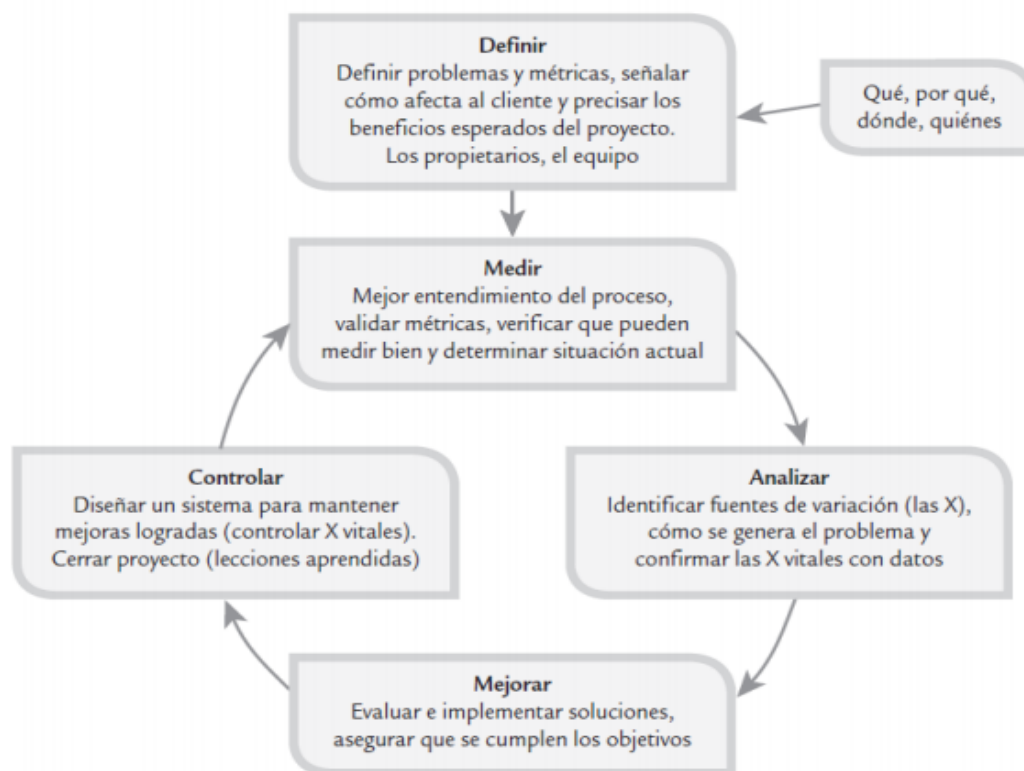 Definir
Definir problemas y métricas, señalar
cómo afecta al cliente y precisar los
beneficios esperados del proyecto.
Los propietarios, el equipo
Qué, por qué,
dónde, quiénes
Medir
Mejor entendimiento del proceso,
validar métricas, verificar que pueden
medir bien y determinar situación actual
Controlar
Diseñar un sistema para mantener
mejoras logradas (controlar X vitales).
Cerrar proyecto (lecciones aprendidas)
Analizar
Identificar fuentes de variación (las X),
cómo se genera el problema y
confirmar las X vitales con datos
Mejorar
Evaluar e implementar soluciones,
asegurar que se cumplen los objetivos